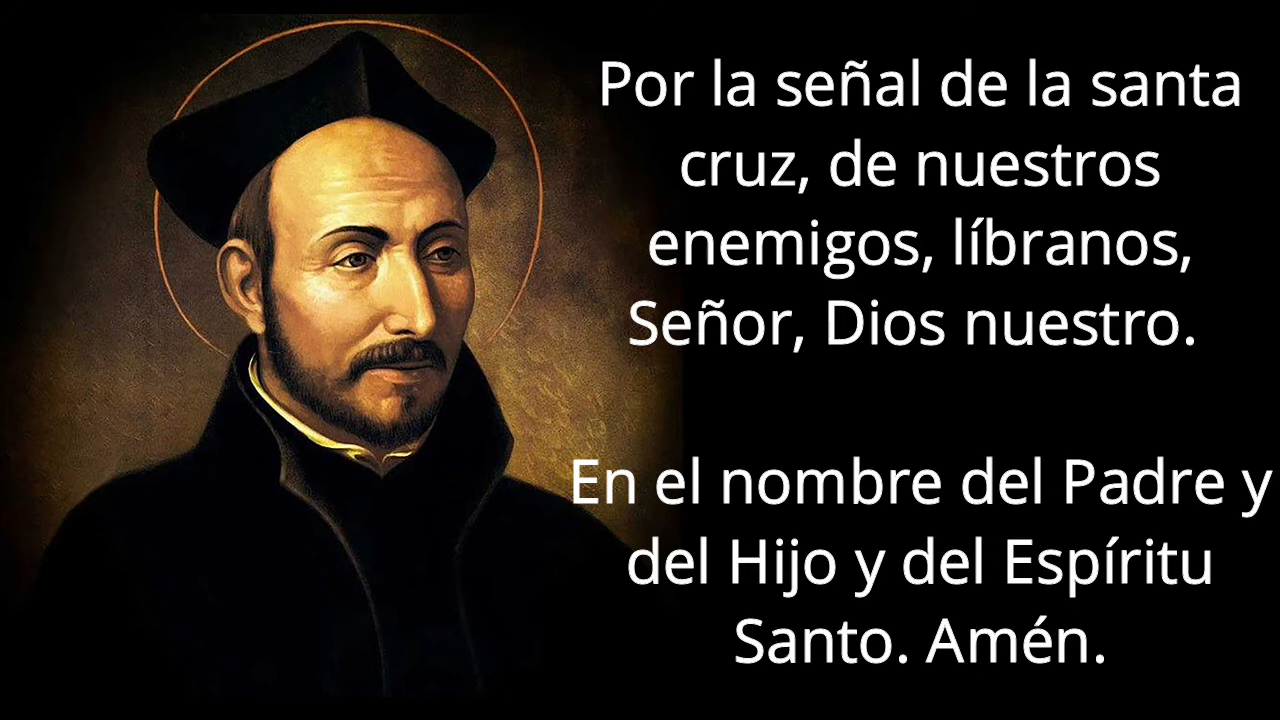 Por la señal de la santa
cruz, de nuestros
enemigos, líbranos,
Señor, Dios nuestro.
En el nombre del Padre y
del Hijo y del Espíritu
Santo. Amén.